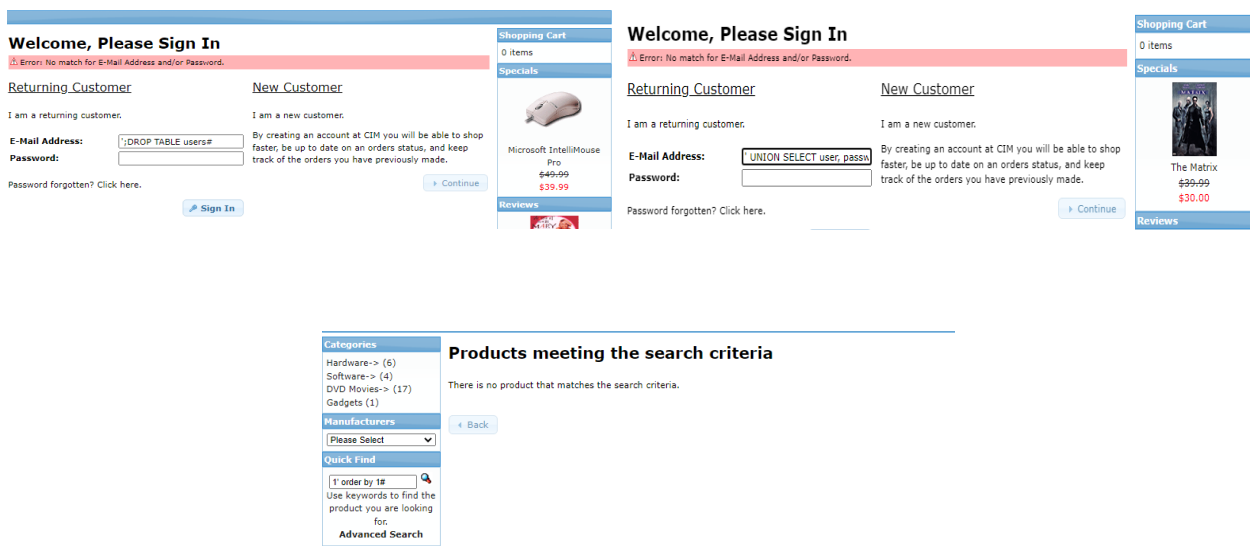 Welcome, Please Sign In
Error: No match for E-Mail Address and/or Password.
Returning Customer
I am a returning customer.
E-Mail Address: ';DROP TABLE users#
Password:
Password forgotten? Click here.
Sign In
New Customer
I am a new customer.
By creating an account at CIM you will be able to shop
faster, be up to date on an orders status, and keep
track of the orders you have previously made.
Continue
Shopping Cart
0 items
Specials
Microsoft IntelliMouse
Pro
$49.99
$39.99
Reviews
Welcome, Please Sign In
Error: No match for E-Mail Address and/or Password.
Returning Customer
I am a returning customer.
E-Mail Address: ' UNION SELECT user, passw
Password:
Password forgotten? Click here.
New Customer
I am a new customer.
By creating an account at CIM you will be able to shop
faster, be up to date on an orders status, and keep
track of the orders you have previously made.
Continue
Shopping Cart
0 items
Specials
MATRIX
The Matrix
$39.99
$30.00
Reviews
Categories
Hardware-> (6)
Software-> (4)
DVD Movies-> (17)
Gadgets (1)
Manufacturers
Please Select
Quick Find
1' order by 1#
Use keywords to find the
product you are looking
for.
Advanced Search
Products meeting the search criteria
There is no product that matches the search criteria.
Back